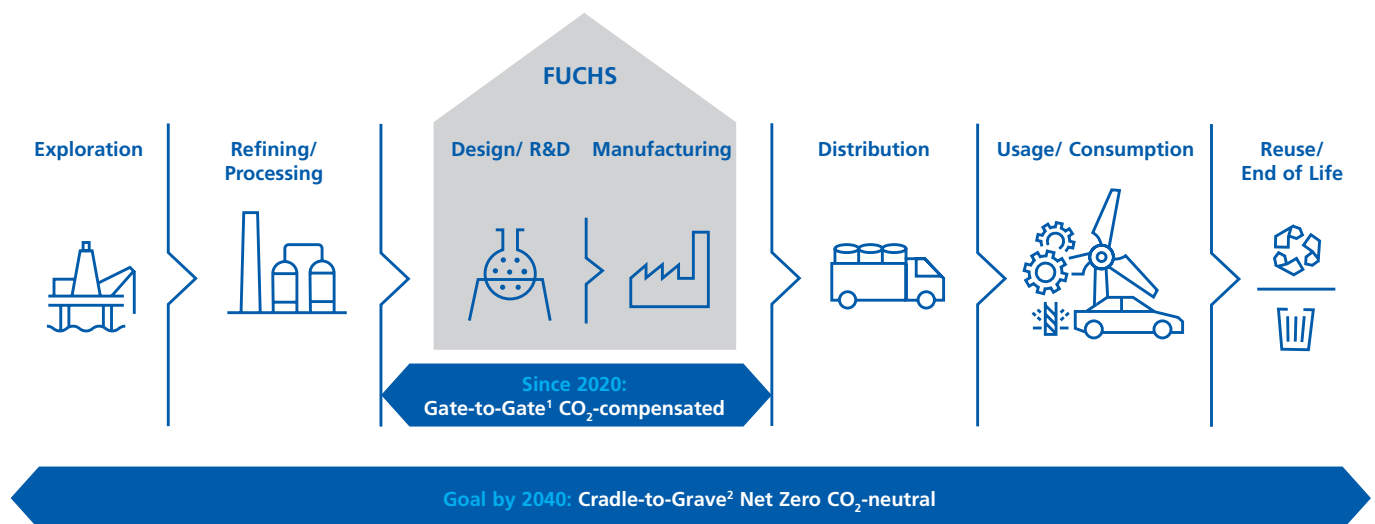 FUCHS
Exploration
Refining/
Processing
Design/ R&D
Manufacturing
Distribution
Usage/ Consumption
Reuse/
End of Life
Since 2020:
Gate-to-Gate¹ CO₂-compensated
Goal by 2040: Cradle-to-Grave² Net Zero CO₂-neutral